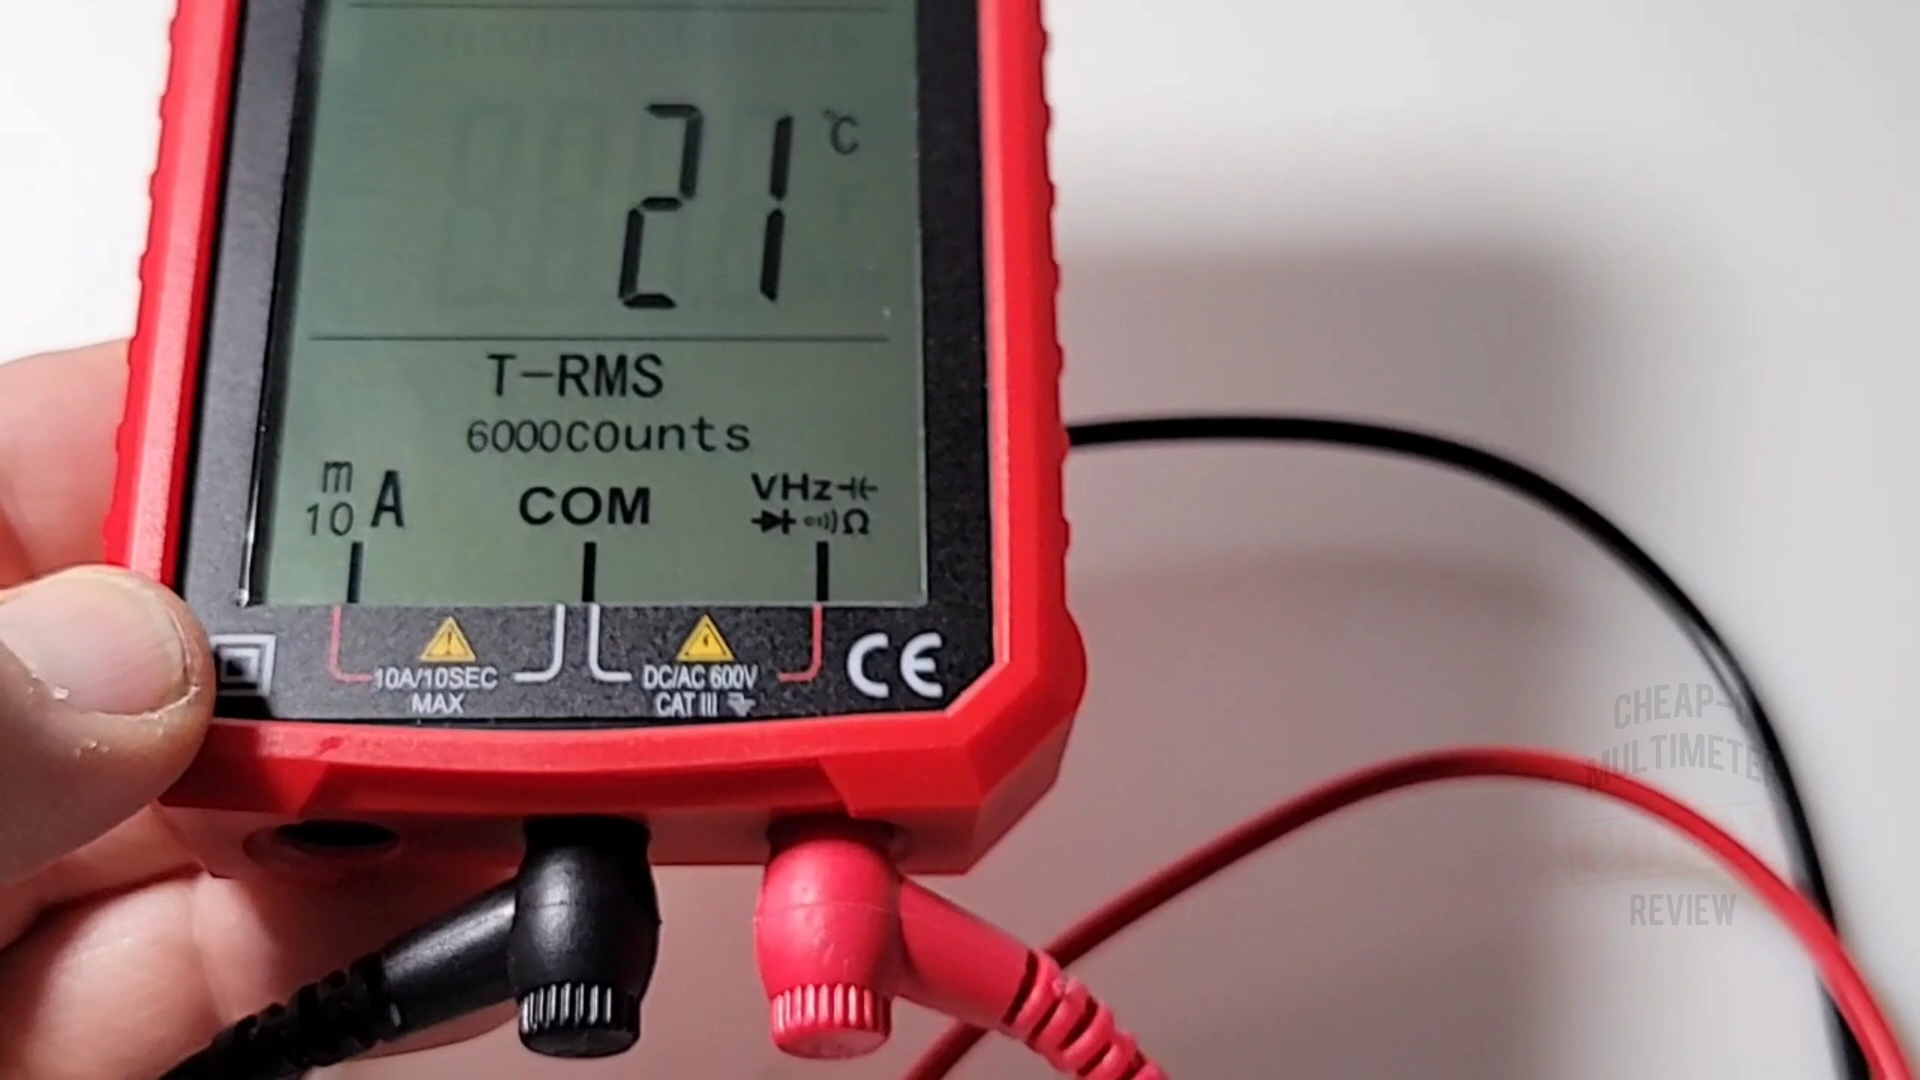 21 °C
T-RMS
6000counts
m
10 A
COM
VHz
Ω
10A/10SEC
MAX
DC/AC 600V
CAT III
CE
CHEAP-
MULTIMETE
REVIEW